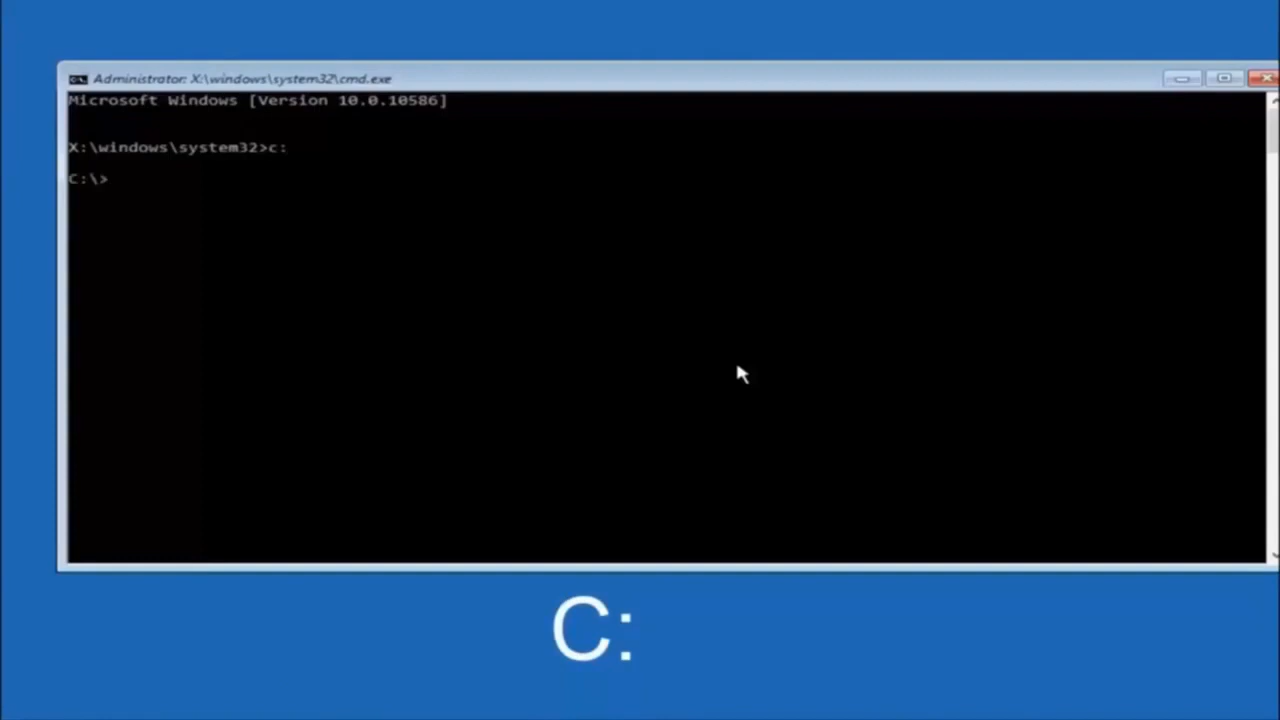 Administrator: X:\windows\system32\cmd.exe
Microsoft Windows [Version 10.0.10586]
X:\windows\system32>c:
C:\>
C: